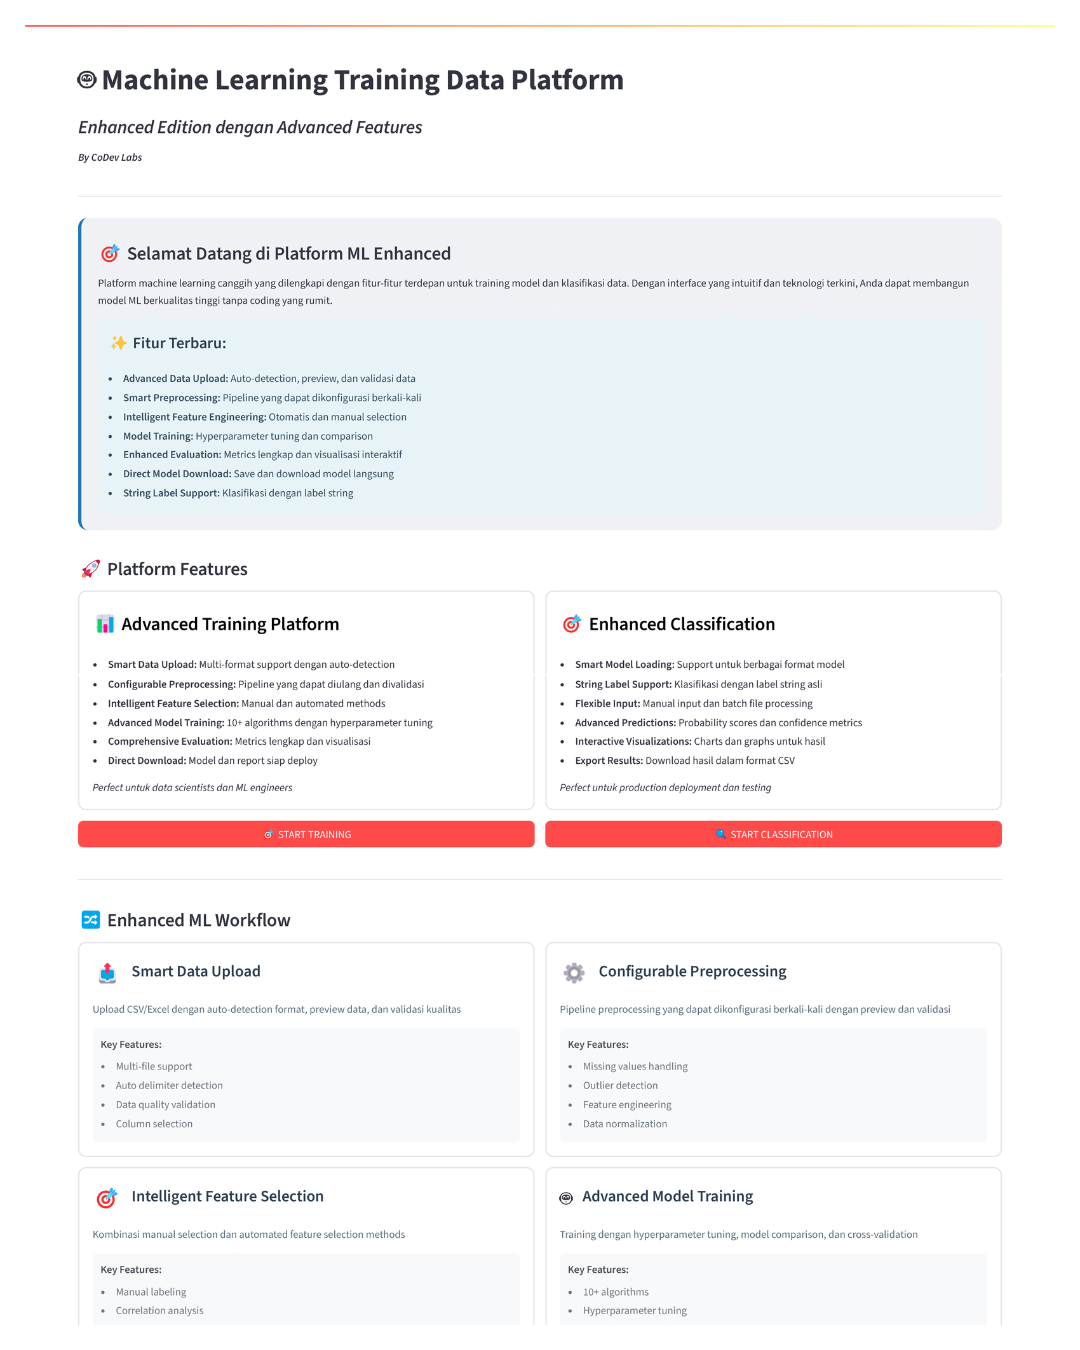 Machine Learning Training Data Platform
Enhanced Edition dengan Advanced Features
By CoDev Labs
Selamat Datang di Platform ML Enhanced
Platform machine learning canggih yang dilengkapi dengan fitur-fitur terdepan untuk training model dan klasifikasi data. Dengan interface yang intuitif dan teknologi terkini, Anda dapat membangun
model ML berkualitas tinggi tanpa coding yang rumit.
Fitur Terbaru:
Advanced Data Upload: Auto-detection, preview, dan validasi data
Smart Preprocessing: Pipeline yang dapat dikonfigurasi berkali-kali
Intelligent Feature Engineering: Otomatis dan manual selection
Model Training: Hyperparameter tuning dan comparison
Enhanced Evaluation: Metrics lengkap dan visualisasi interaktif
Direct Model Download: Save dan download model langsung
String Label Support: Klasifikasi dengan label string
Platform Features
Advanced Training Platform
Smart Data Upload: Multi-format support dengan auto-detection
Configurable Preprocessing: Pipeline yang dapat diulang dan divalidasi
Intelligent Feature Selection: Manual dan automated methods
Advanced Model Training: 10+ algorithms dengan hyperparameter tuning
Comprehensive Evaluation: Metrics lengkap dan visualisasi
Direct Download: Model dan report siap deploy
Perfect untuk data scientists dan ML engineers
START TRAINING
Enhanced Classification
Smart Model Loading: Support untuk berbagai format model
String Label Support: Klasifikasi dengan label string asli
Flexible Input: Manual input dan batch file processing
Advanced Predictions: Probability scores dan confidence metrics
Interactive Visualizations: Charts dan graphs untuk hasil
Export Results: Download hasil dalam format CSV
Perfect untuk production deployment dan testing
START CLASSIFICATION
Enhanced ML Workflow
Smart Data Upload
Upload CSV/Excel dengan auto-detection format, preview data, dan validasi kualitas
Key Features:
Multi-file support
Auto delimiter detection
Data quality validation
Column selection
Configurable Preprocessing
Pipeline preprocessing yang dapat dikonfigurasi berkali-kali dengan preview dan validasi
Key Features:
Missing values handling
Outlier detection
Feature engineering
Data normalization
Intelligent Feature Selection
Kombinasi manual selection dan automated feature selection methods
Key Features:
Manual labeling
Correlation analysis
Advanced Model Training
Training dengan hyperparameter tuning, model comparison, dan cross-validation
Key Features:
10+ algorithms
Hyperparameter tuning